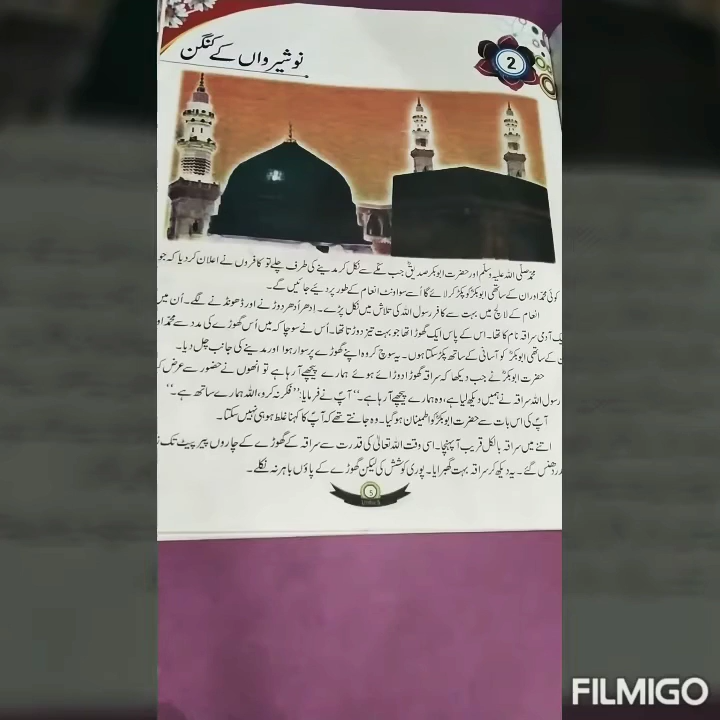 نوشیرواں کے کنگن
2
محمد صلی اللہ علیہ وسلم اور حضرت ابوبکر صدیقؓ جب مکے سے نکل کر مدینے کی طرف چلے تو کافروں نے اعلان کر دیا کہ جو
کوئی محمدؐ اور ان کے ساتھی ابوبکرؓ کو پکڑ کر لائے گا اُسے سو اونٹ انعام کے طور پر دیے جائیں گے۔
انعام کے لالچ میں بہت سے کافر رسول اللہ کی تلاش میں نکل پڑے۔ اِدھر اُدھر دوڑنے اور ڈھونڈنے لگے۔ اُن میں
ایک آدمی سراقہ نام کا تھا۔ اس کے پاس ایک گھوڑا تھا جو بہت تیز دوڑتا تھا۔ اُس نے سوچا کہ میں اُس گھوڑے کی مدد سے محمدؐ اور
ان کے ساتھی ابوبکرؓ کو آسانی کے ساتھ پکڑ سکتا ہوں۔ یہ سوچ کر وہ اپنے گھوڑے پر سوار ہوا اور مدینے کی جانب چل دیا۔
حضرت ابوبکرؓ نے جب دیکھا کہ سراقہ گھوڑا دوڑائے ہوئے ہمارے پیچھے آ رہا ہے تو انھوں نے حضورؐ سے عرض کی
رسول اللہ سراقہ نے ہمیں دیکھ لیا ہے، وہ ہمارے پیچھے آ رہا ہے۔“ آپؐ نے فرمایا: ”فکر نہ کرو، اللہ ہمارے ساتھ ہے۔“
آپؐ کی اس بات سے حضرت ابوبکرؓ کو اطمینان ہو گیا۔ وہ جانتے تھے کہ آپؐ کا کہنا غلط ہو ہی نہیں سکتا۔
اتنے میں سراقہ بالکل قریب آ پہنچا۔ اسی وقت اللہ تعالیٰ کی قدرت سے سراقہ کے گھوڑے کے چاروں پیر پیٹ تک
دھنس گئے۔ یہ دیکھ کر سراقہ بہت گھبرایا۔ پوری کوشش کی لیکن گھوڑے کے پاؤں باہر نہ نکلے۔
5
FILMIGO